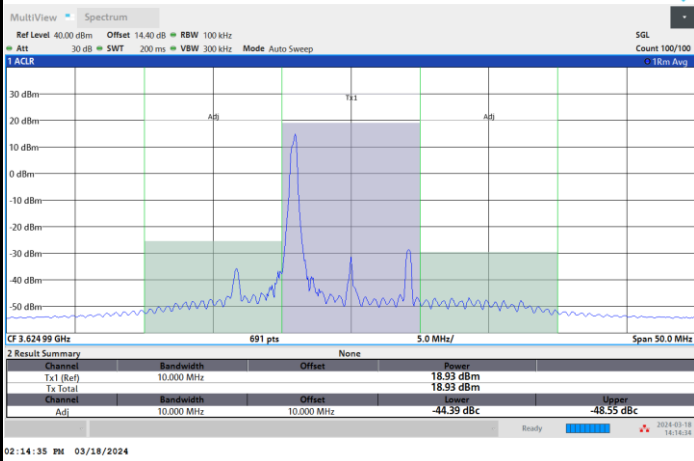 MultiView Spectrum
Ref Level 40.00 dBm Offset 14.40 dB RBW 100 kHz SGL
Att 30 dB SWT 200 ms VBW 300 kHz Mode Auto Sweep Count 100/100
1 ACLR 1Rm Avg
30 dBm
Tx1
20 dBm
Adj Adj
10 dBm
0 dBm
-10 dBm
-20 dBm
-30 dBm
-40 dBm
-50 dBm
CF 3.624 99 GHz 691 pts 5.0 MHz/ Span 50.0 MHz
2 Result Summary None
Channel Bandwidth Offset Power
Tx1 (Ref) 10.000 MHz 18.93 dBm
Tx Total 18.93 dBm
Channel Bandwidth Offset Lower Upper
Adj 10.000 MHz 10.000 MHz -44.39 dBc -48.55 dBc
Ready 2024-03-18
14:14:34
02:14:35 PM 03/18/2024